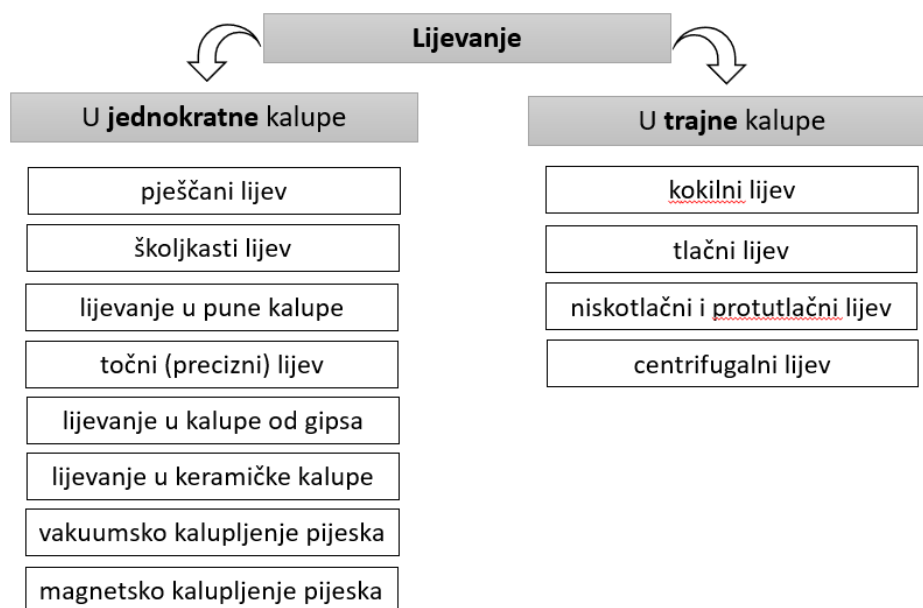 Lijevanje
U jednokratne kalupe
pješčani lijev
školjkasti lijev
lijevanje u pune kalupe
točni (precizni) lijev
lijevanje u kalupe od gipsa
lijevanje u keramičke kalupe
vakuumsko kalupljenje pijeska
magnetsko kalupljenje pijeska
U trajne kalupe
kokilni lijev
tlačni lijev
niskotlačni i protutlačni lijev
centrifugalni lijev